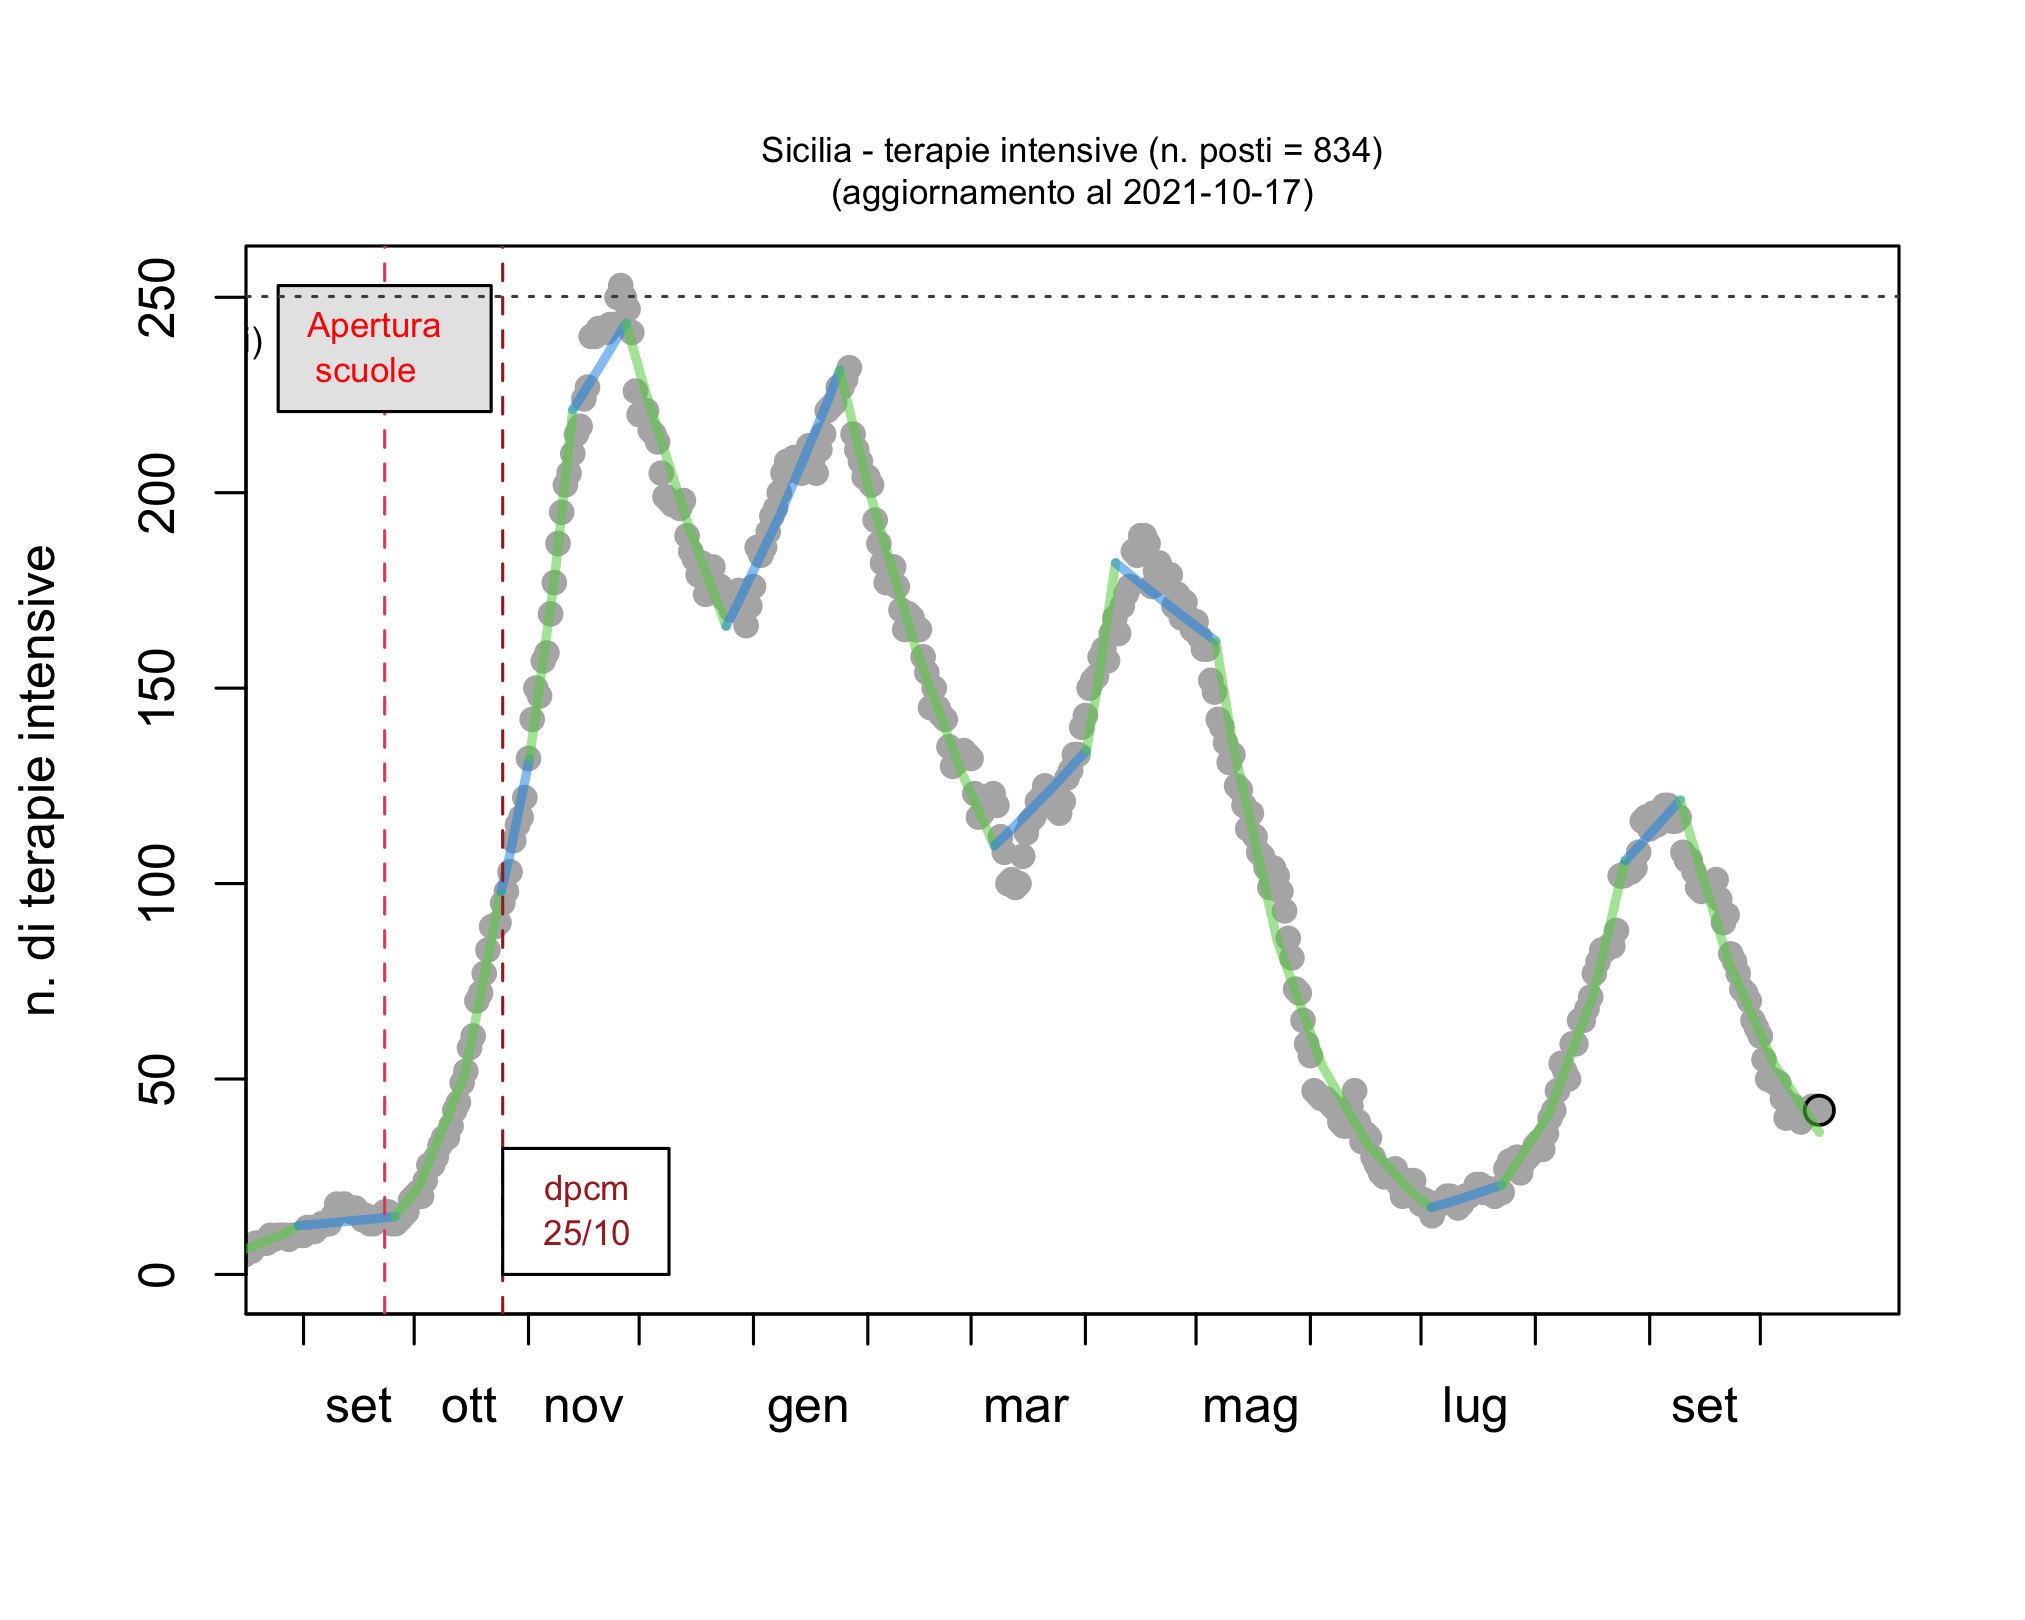 Sicilia - terapie intensive (n. posti = 834)
(aggiornamento al 2021-10-17)
n. di terapie intensive
250
200
150
100
50
0
i)
Apertura
scuole
dpcm
25/10
set ott nov gen mar mag lug set